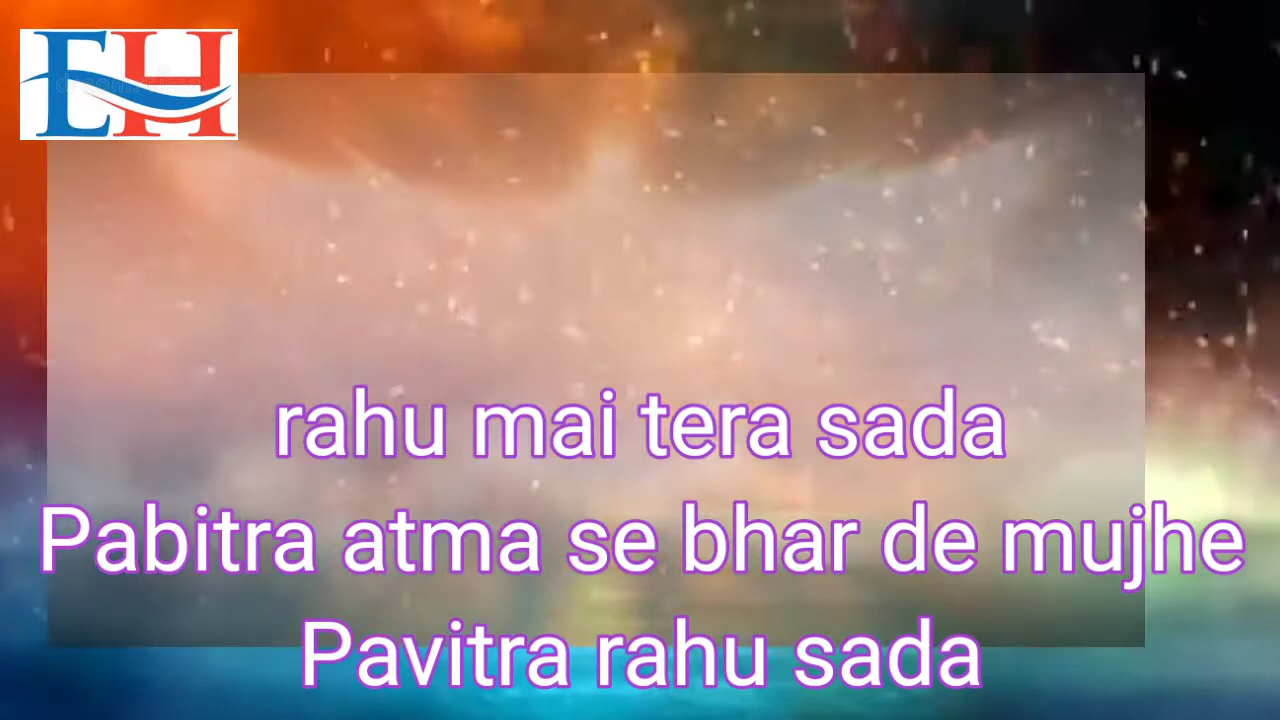 EH
rahu mai tera sada
Pabitra atma se bhar de mujhe
Pavitra rahu sada